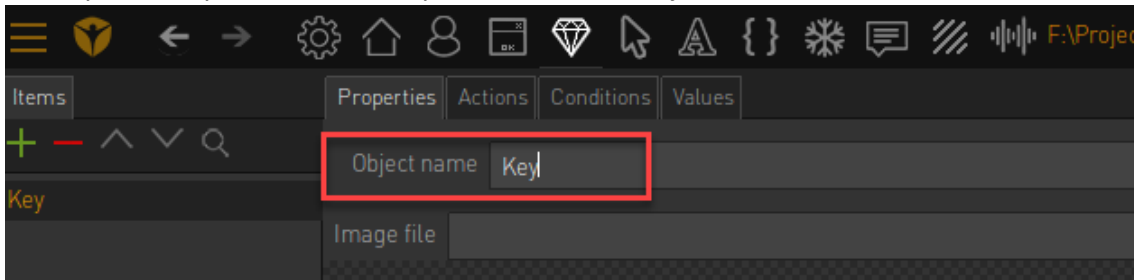 F:\Projec
Items
Properties Actions Conditions Values
Object name Key
Key
Image file